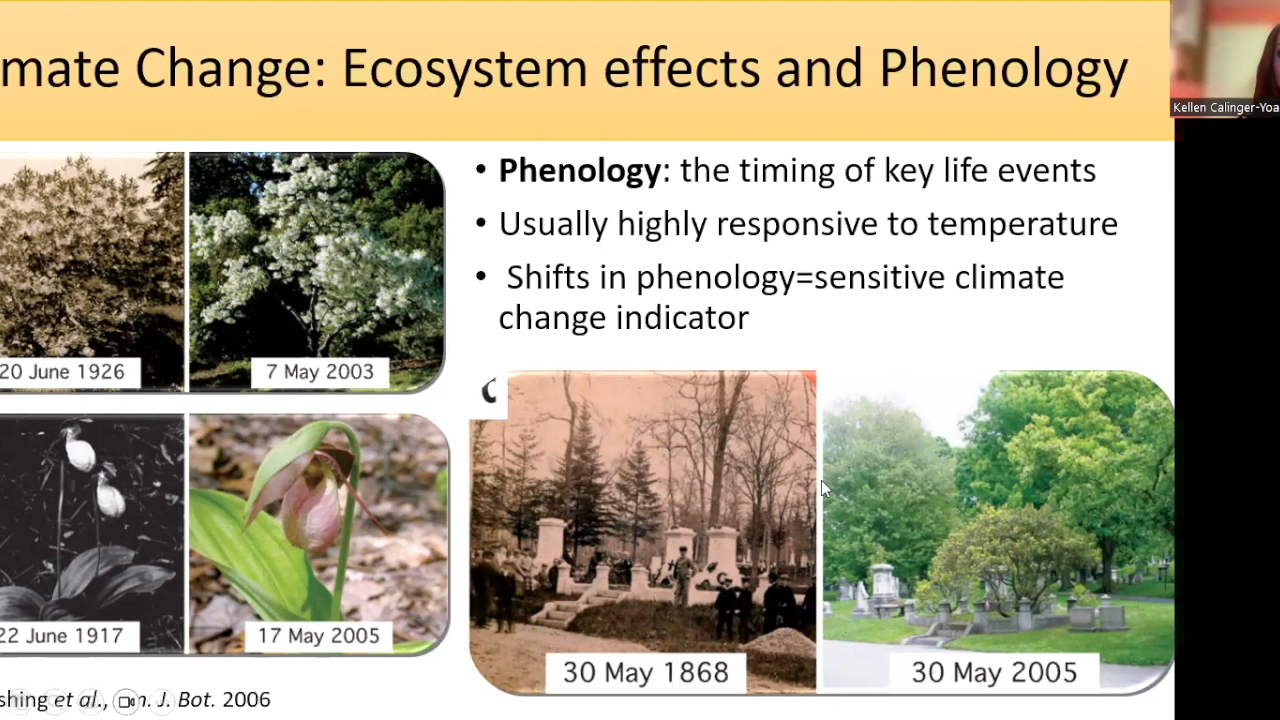 mate Change: Ecosystem effects and Phenology
Kellen Calinger-Yoa
• Phenology: the timing of key life events
• Usually highly responsive to temperature
• Shifts in phenology=sensitive climate
change indicator
20 June 1926
7 May 2003
22 June 1917
17 May 2005
30 May 1868
30 May 2005
shing et al., m. J. Bot. 2006